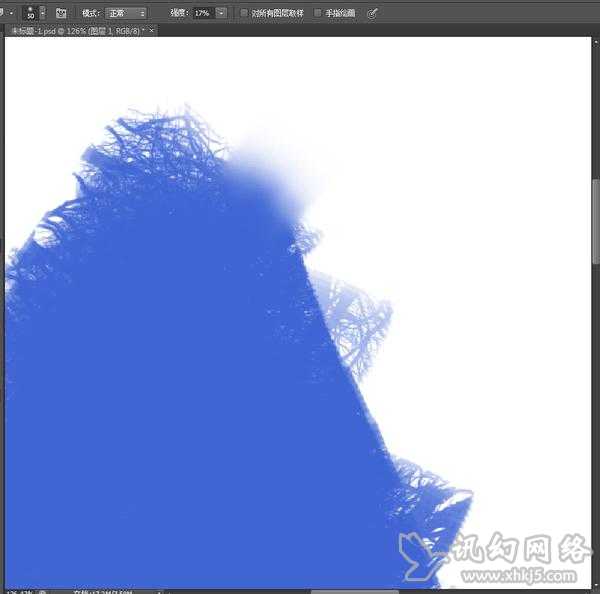 50 模式: 正常 强度: 17% 对所有图层取样 手指绘画
未标题-1.psd @ 126% (图层 1, RGB/8) * ×
讯幻网络
www.xhkj5.com